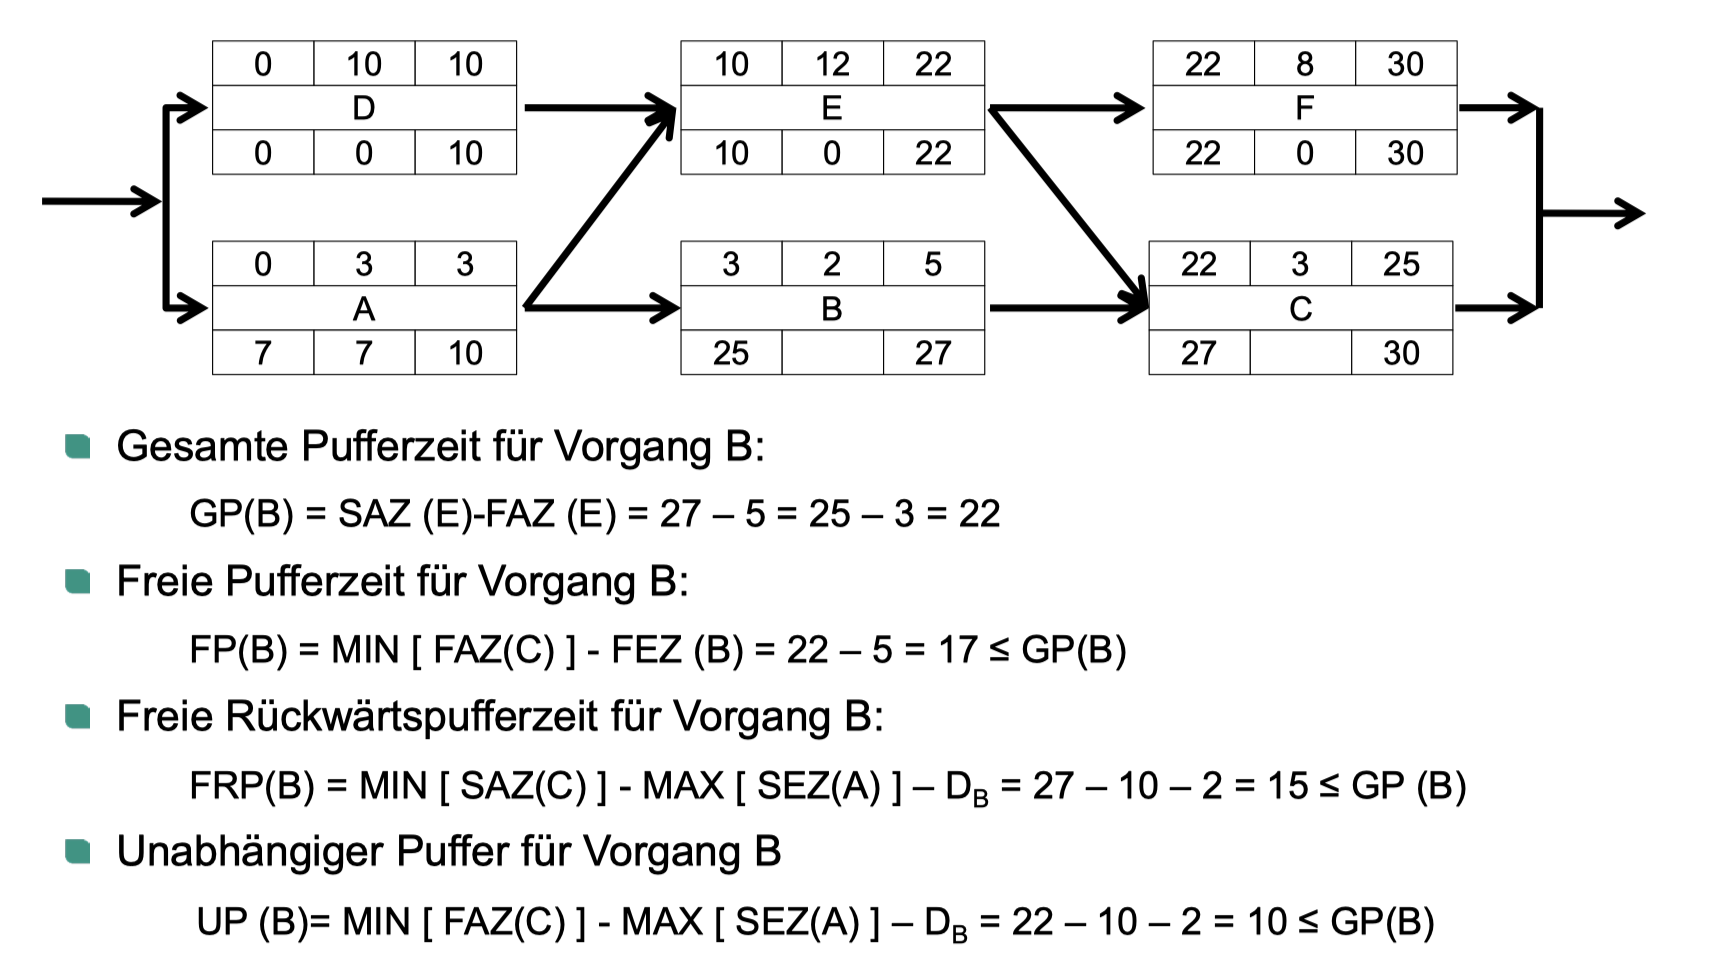 0 10 10
D
0 0 10
10 12 22
E
10 0 22
22 8 30
F
22 0 30
0 3 3
A
7 7 10
3 2 5
B
25 27
22 3 25
C
27 30
Gesamte Pufferzeit für Vorgang B:
GP(B) = SAZ (E)-FAZ (E) = 27 – 5 = 25 – 3 = 22
Freie Pufferzeit für Vorgang B:
FP(B) = MIN [ FAZ(C) ] - FEZ (B) = 22 – 5 = 17 ≤ GP(B)
Freie Rückwärtspufferzeit für Vorgang B:
FRP(B) = MIN [ SAZ(C) ] - MAX [ SEZ(A) ] – D_B = 27 – 10 – 2 = 15 ≤ GP (B)
Unabhängiger Puffer für Vorgang B
UP (B)= MIN [ FAZ(C) ] - MAX [ SEZ(A) ] – D_B = 22 – 10 – 2 = 10 ≤ GP(B)